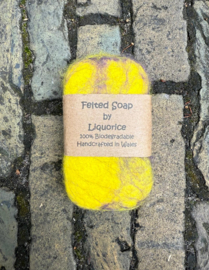 Felted Soap
by
Liquorice
100% Biodegradable
Handcrafted in Wales